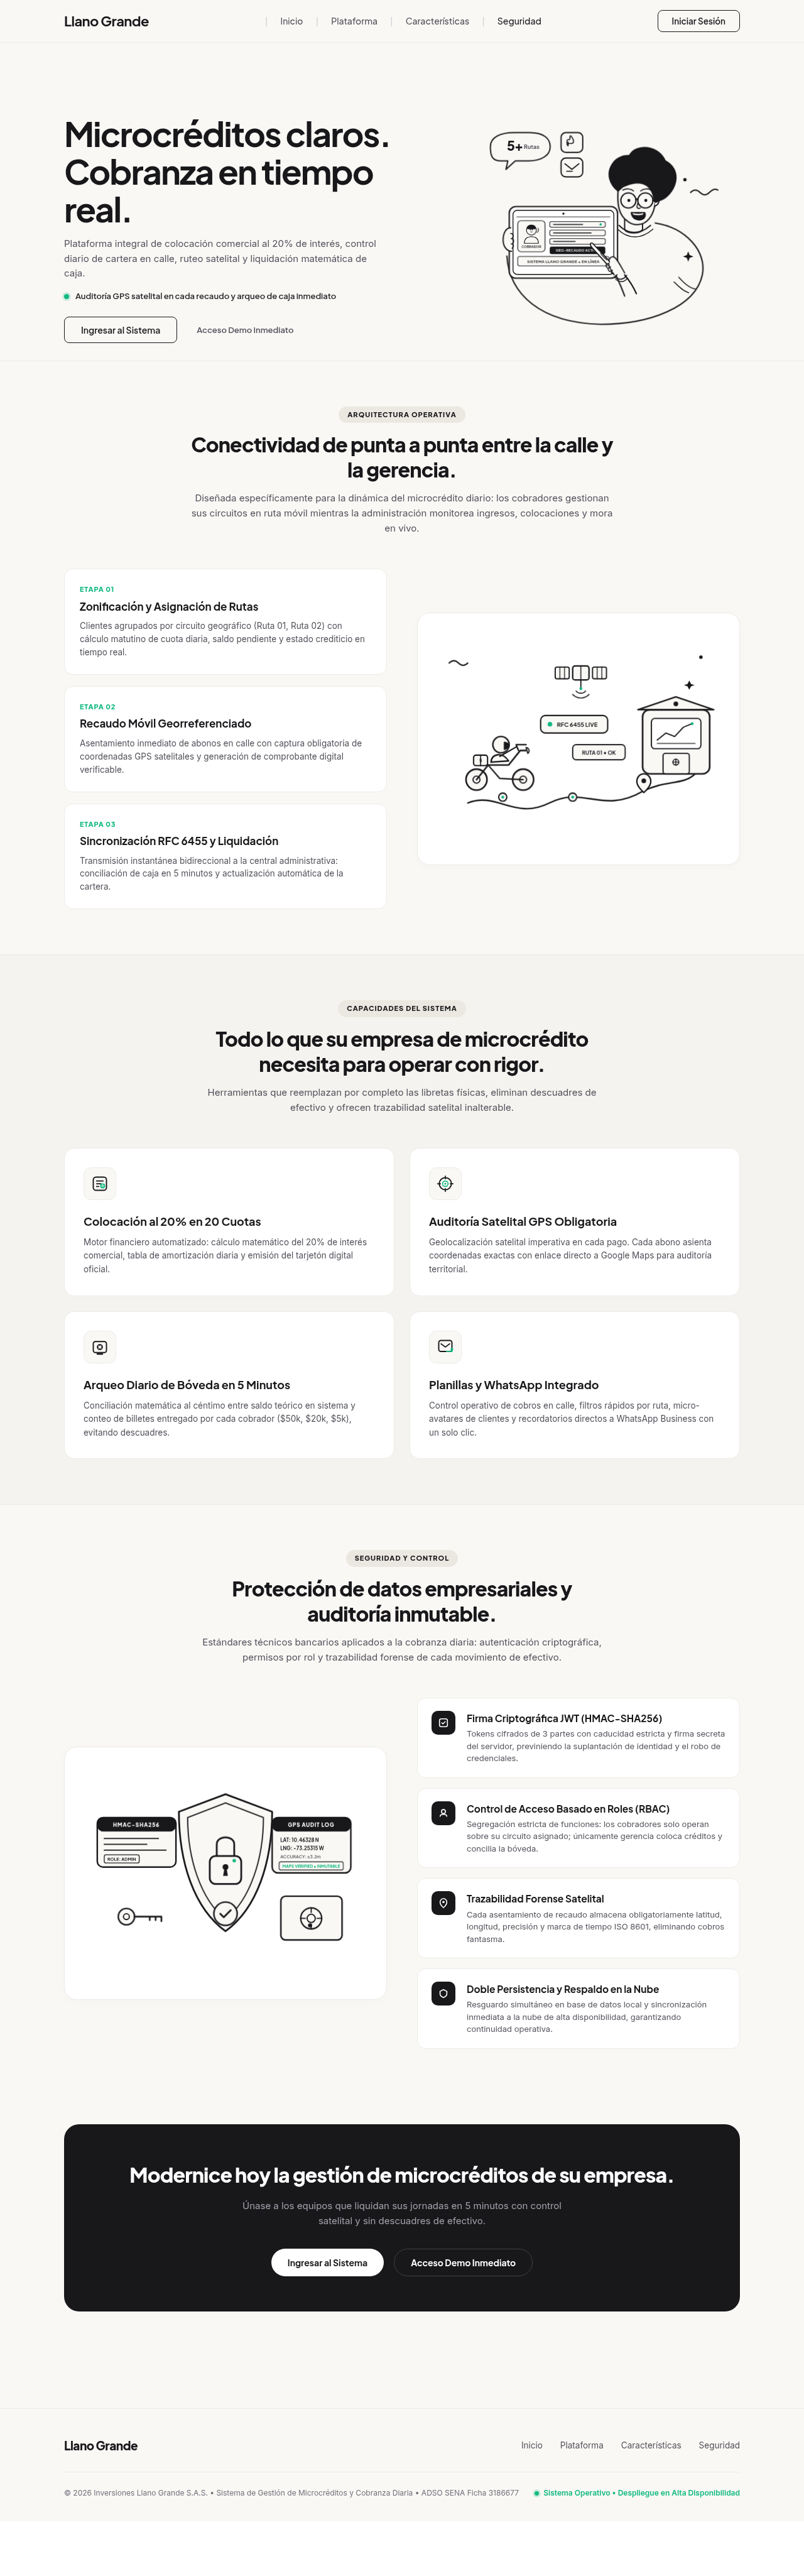 Llano Grande
Inicio
Plataforma
Características
Seguridad
Iniciar Sesión
Microcréditos claros.
Cobranza en tiempo
real.
Plataforma integral de colocación comercial al 20% de interés, control
diario de cartera en calle, ruteo satelital y liquidación matemática de
caja.
Auditoría GPS satelital en cada recaudo y arqueo de caja inmediato
Ingresar al Sistema
Acceso Demo Inmediato
5+ Rutas
COBRADOR
SISTEMA LLANO GRANDE • EN LÍNEA
ARQUITECTURA OPERATIVA
Conectividad de punta a punta entre la calle y
la gerencia.
Diseñada específicamente para la dinámica del microcrédito diario: los cobradores gestionan
sus circuitos en ruta móvil mientras la administración monitorea ingresos, colocaciones y mora
en vivo.
ETAPA 01
Zonificación y Asignación de Rutas
Clientes agrupados por circuito geográfico (Ruta 01, Ruta 02) con
cálculo matutino de cuota diaria, saldo pendiente y estado crediticio en
tiempo real.
ETAPA 02
Recaudo Móvil Georreferenciado
Asentamiento inmediato de abonos en calle con captura obligatoria de
coordenadas GPS satelitales y generación de comprobante digital
verificable.
ETAPA 03
Sincronización RFC 6455 y Liquidación
Transmisión instantánea bidireccional a la central administrativa:
conciliación de caja en 5 minutos y actualización automática de la
cartera.
RFC 6455 LIVE
RUTA 01 • OK
CAPACIDADES DEL SISTEMA
Todo lo que su empresa de microcrédito
necesita para operar con rigor.
Herramientas que reemplazan por completo las libretas físicas, eliminan descuadres de
efectivo y ofrecen trazabilidad satelital inalterable.
Colocación al 20% en 20 Cuotas
Motor financiero automatizado: cálculo matemático del 20% de interés
comercial, tabla de amortización diaria y emisión del tarjetón digital
oficial.
Auditoría Satelital GPS Obligatoria
Geolocalización satelital imperativa en cada pago. Cada abono asienta
coordenadas exactas con enlace directo a Google Maps para auditoría
territorial.
Arqueo Diario de Bóveda en 5 Minutos
Conciliación matemática al céntimo entre saldo teórico en sistema y
conteo de billetes entregado por cada cobrador ($50k, $20k, $5k),
evitando descuadres.
Planillas y WhatsApp Integrado
Control operativo de cobros en calle, filtros rápidos por ruta, micro-
avatares de clientes y recordatorios directos a WhatsApp Business con
un solo clic.
SEGURIDAD Y CONTROL
Protección de datos empresariales y
auditoría inmutable.
Estándares técnicos bancarios aplicados a la cobranza diaria: autenticación criptográfica,
permisos por rol y trazabilidad forense de cada movimiento de efectivo.
HMAC-SHA256
ROLE: ADMIN
GPS AUDIT LOG
LAT: 10.46328 N
LNG: -73.25315 W
ACCURACY: ±3.2m
MAPS VERIFIED • INMUTABLE
Firma Criptográfica JWT (HMAC-SHA256)
Tokens cifrados de 3 partes con caducidad estricta y firma secreta
del servidor, previniendo la suplantación de identidad y el robo de
credenciales.
Control de Acceso Basado en Roles (RBAC)
Segregación estricta de funciones: los cobradores solo operan
sobre su circuito asignado; únicamente gerencia coloca créditos y
concilia la bóveda.
Trazabilidad Forense Satelital
Cada asentamiento de recaudo almacena obligatoriamente latitud,
longitud, precisión y marca de tiempo ISO 8601, eliminando cobros
fantasma.
Doble Persistencia y Respaldo en la Nube
Resguardo simultáneo en base de datos local y sincronización
inmediata a la nube de alta disponibilidad, garantizando
continuidad operativa.
Modernice hoy la gestión de microcréditos de su empresa.
Únase a los equipos que liquidan sus jornadas en 5 minutos con control
satelital y sin descuadres de efectivo.
Ingresar al Sistema
Acceso Demo Inmediato
Llano Grande
Inicio
Plataforma
Características
Seguridad
© 2026 Inversiones Llano Grande S.A.S. • Sistema de Gestión de Microcréditos y Cobranza Diaria • ADSO SENA Ficha 3186677
Sistema Operativo • Despliegue en Alta Disponibilidad